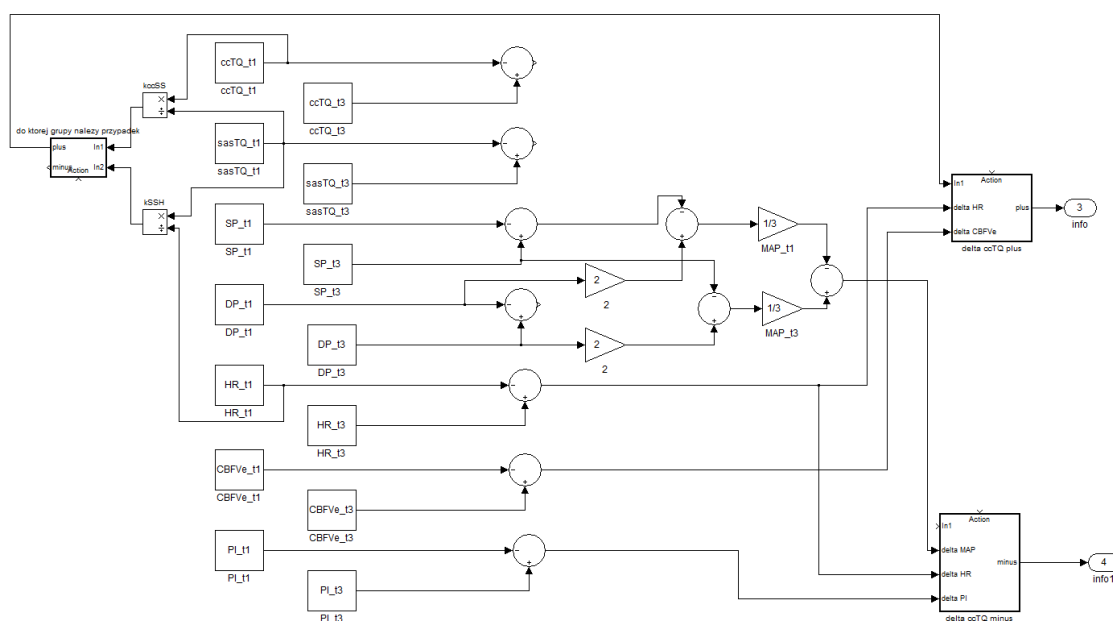 ccTQ_t1
ccTQ_t1
ccTQ_t3
ccTQ_t3
kccSS
×
÷
do ktorej grupy nalezy przypadek
plus
In1
minus
In2
Action
sasTQ_t1
sasTQ_t1
sasTQ_t3
sasTQ_t3
kSSH
×
÷
SP_t1
SP_t1
SP_t3
SP_t3
1/3
MAP_t1
DP_t1
DP_t1
2
2
1/3
MAP_t3
DP_t3
DP_t3
2
2
HR_t1
HR_t1
HR_t3
HR_t3
CBFVe_t1
CBFVe_t1
CBFVe_t3
CBFVe_t3
PI_t1
PI_t1
PI_t3
PI_t3
Action
In1
delta HR
plus
delta CBFVe
delta ccTQ plus
3
info
Action
In1
delta MAP
minus
delta HR
delta PI
delta ccTQ minus
4
info1